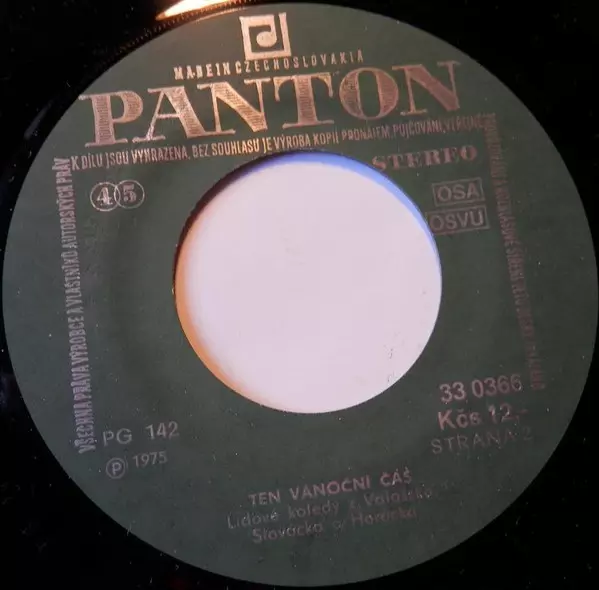 MADE IN CZECHOSLOVAKIA
PANTON
VŠECHNA PRÁVA VÝROBCE A VLASTNÍKŮ AUTORSKÝCH PRÁV
K DÍLU JSOU VYHRAZENA, BEZ SOUHLASU JE VÝROBA KOPIÍ PRONÁJEM, PŮJČOVÁNÍ, VEŘEJNÉ
STEREO
45
OSA
OSVU
33 0366
Kčs 12,-
STRANA 2
PG 142
Ⓟ 1975
TEN VÁNOČNÍ ČÁŠ
Lidové koledy z Valašska,
Slovácka a Horácka